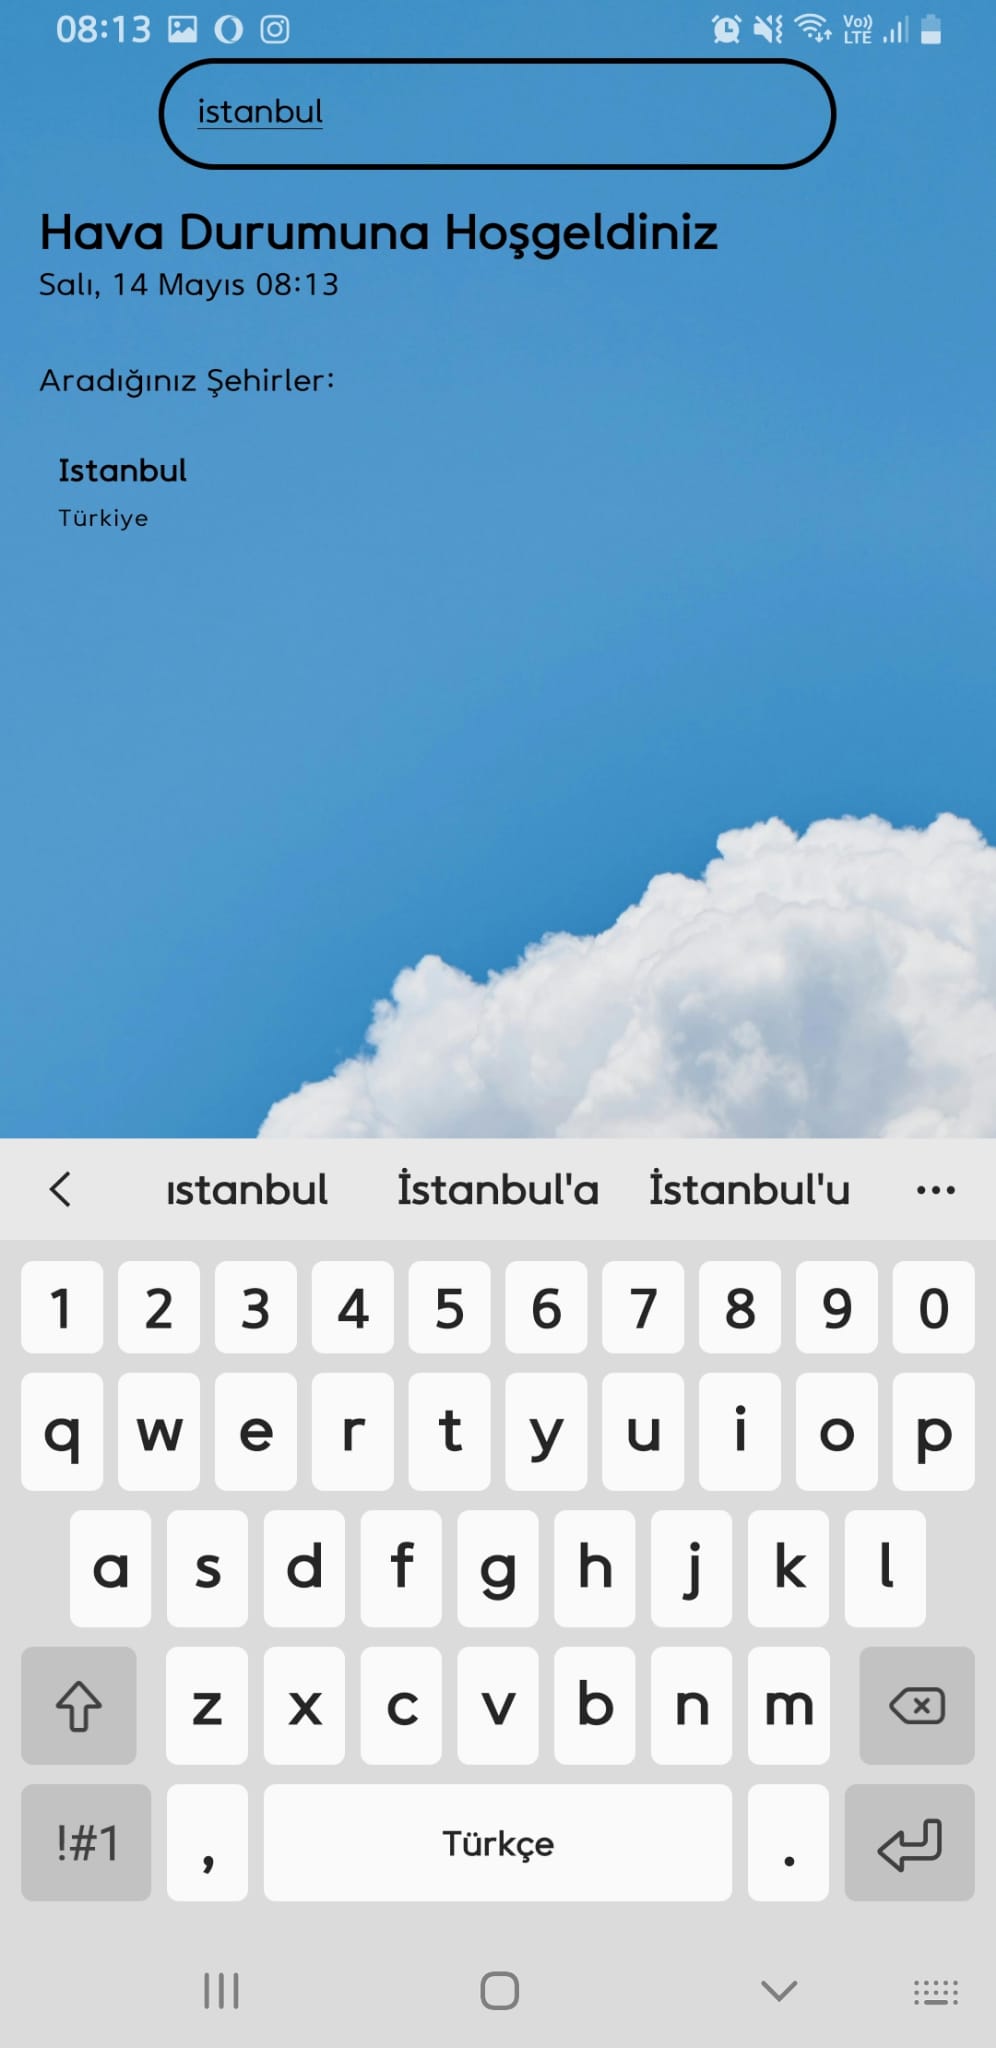 08:13
Vo)) LTE
istanbul
Hava Durumuna Hoşgeldiniz
Salı, 14 Mayıs 08:13
Aradığınız Şehirler:
Istanbul
Türkiye
ıstanbul İstanbul'a İstanbul'u ...
1 2 3 4 5 6 7 8 9 0
q w e r t y u i o p
a s d f g h j k l
z x c v b n m
!#1 , Türkçe .